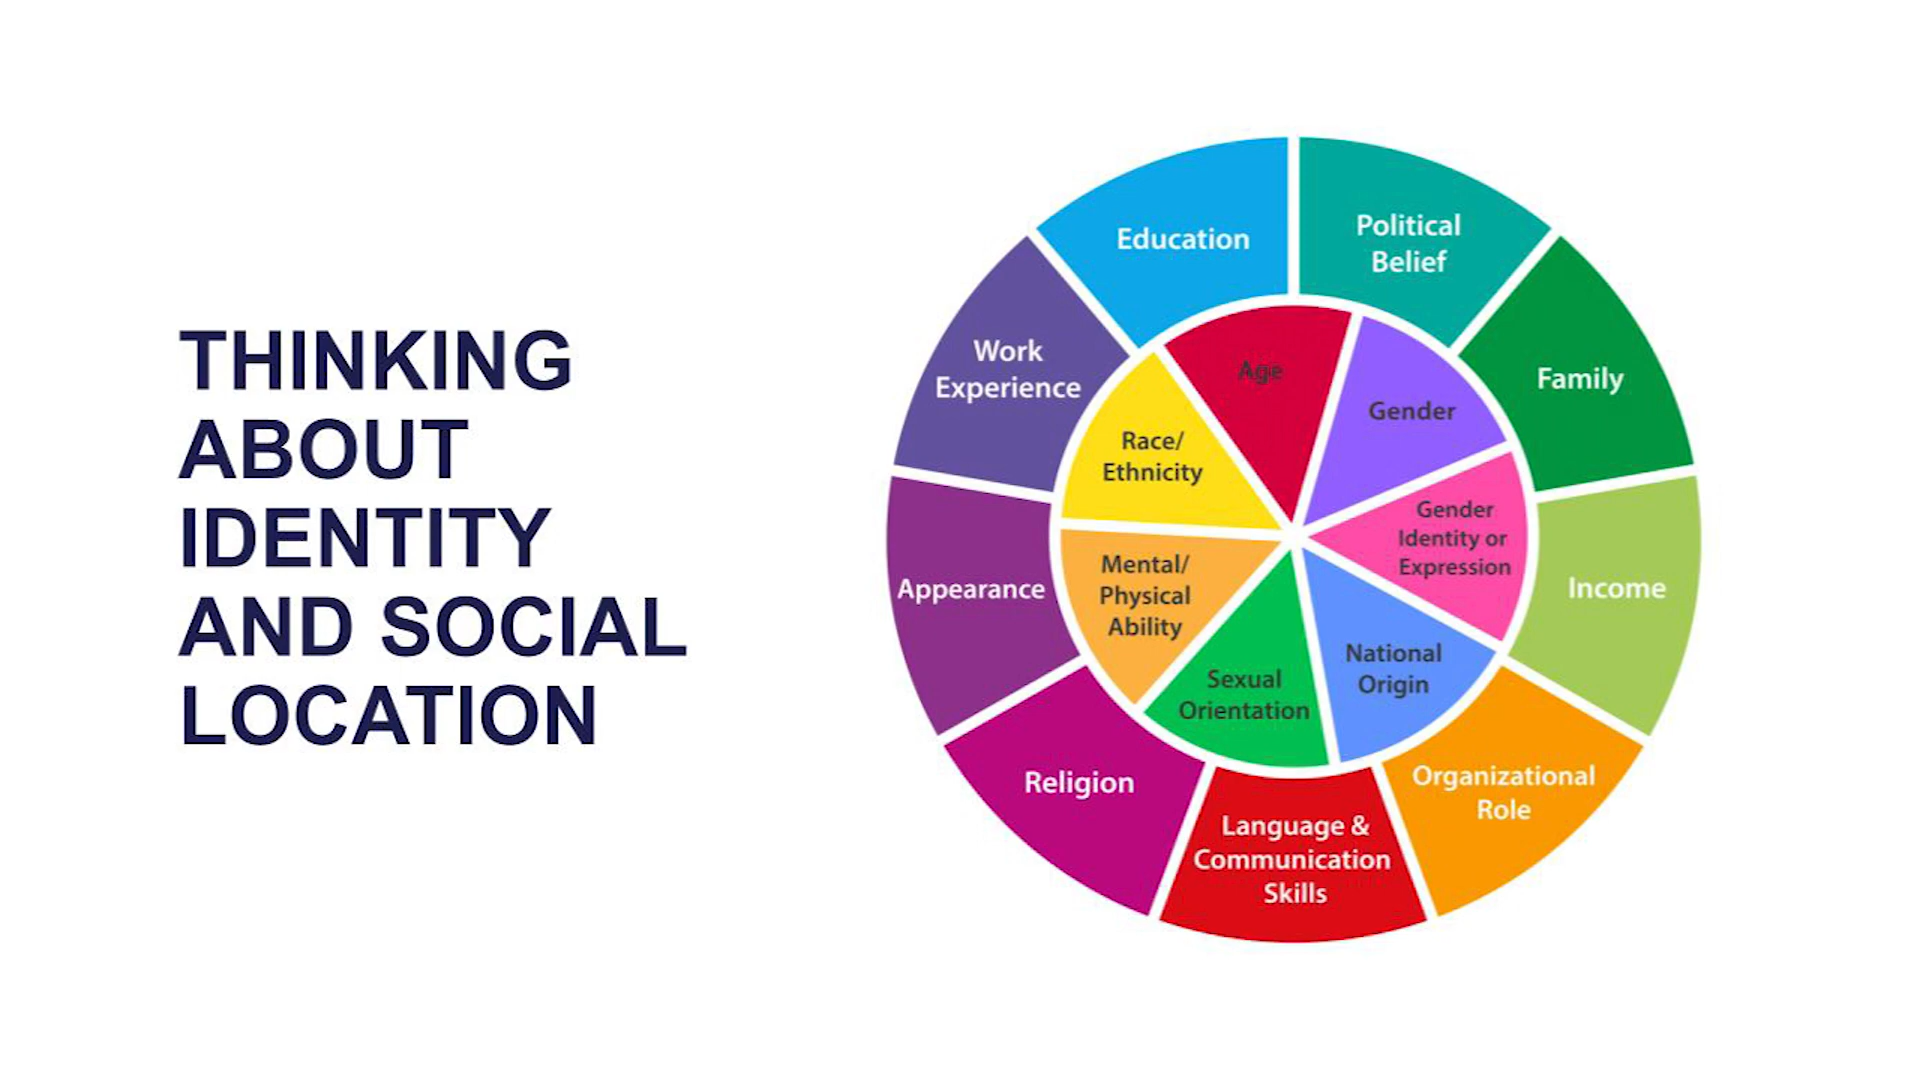 THINKING
ABOUT
IDENTITY
AND SOCIAL
LOCATION
Education
Political
Belief
Family
Income
Organizational
Role
Language &
Communication
Skills
Religion
Appearance
Work
Experience
Age
Gender
Gender
Identity or
Expression
National
Origin
Sexual
Orientation
Mental/
Physical
Ability
Race/
Ethnicity